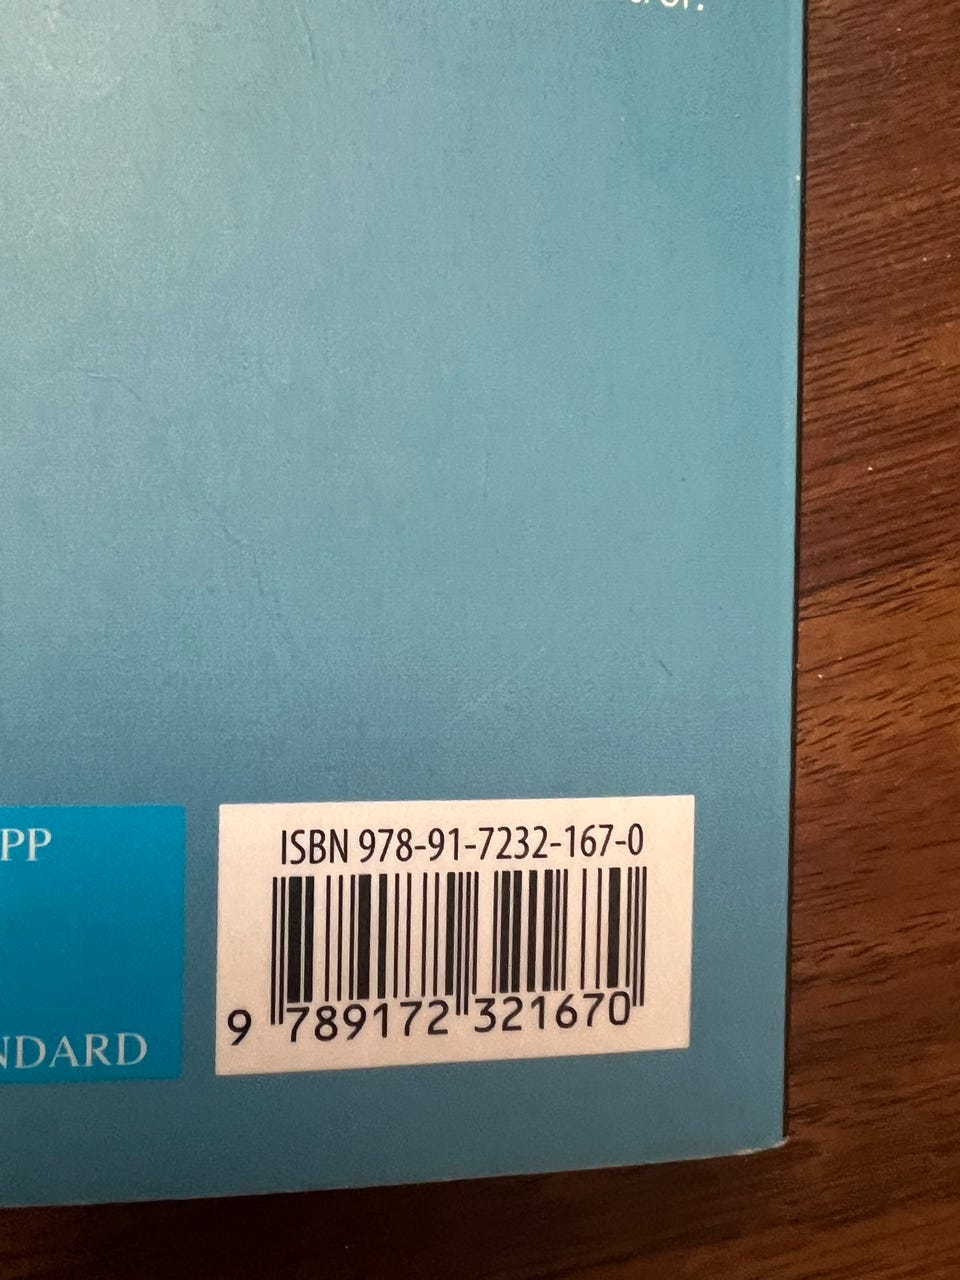 PP
NDARD
ISBN 978-91-7232-167-0
9 789172 321670